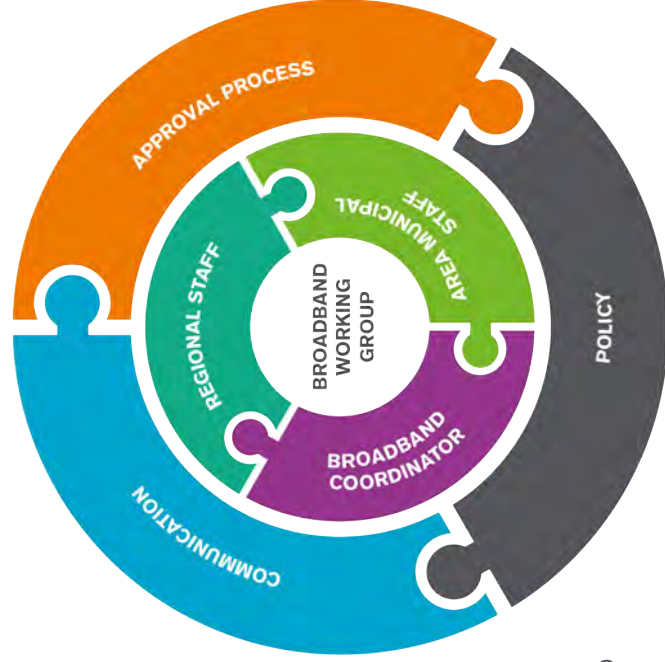 APPROVAL PROCESS
POLICY
COMMUNICATION
REGIONAL STAFF
AREA MUNICIPAL
STAFF
BROADBAND
COORDINATOR
BROADBAND
WORKING
GROUP